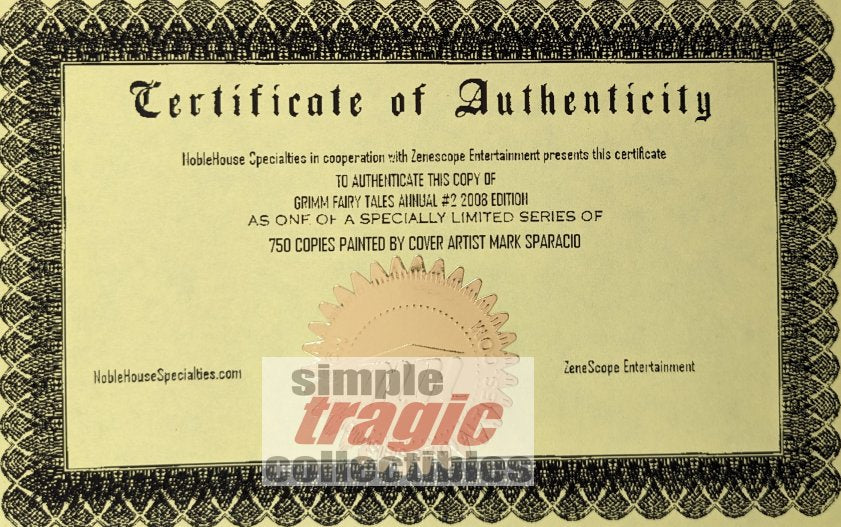 Certificate of Authenticity
NobleHouse Specialties in cooperation with Zenescope Entertainment presents this certificate
TO AUTHENTICATE THIS COPY OF
GRIMM FAIRY TALES ANNUAL #2 2008 EDITION
AS ONE OF A SPECIALLY LIMITED SERIES OF
750 COPIES PAINTED BY COVER ARTIST MARK SPARACIO
NobleHouseSpecialties.com
ZeneScope Entertainment
simple
tragic
collectibles